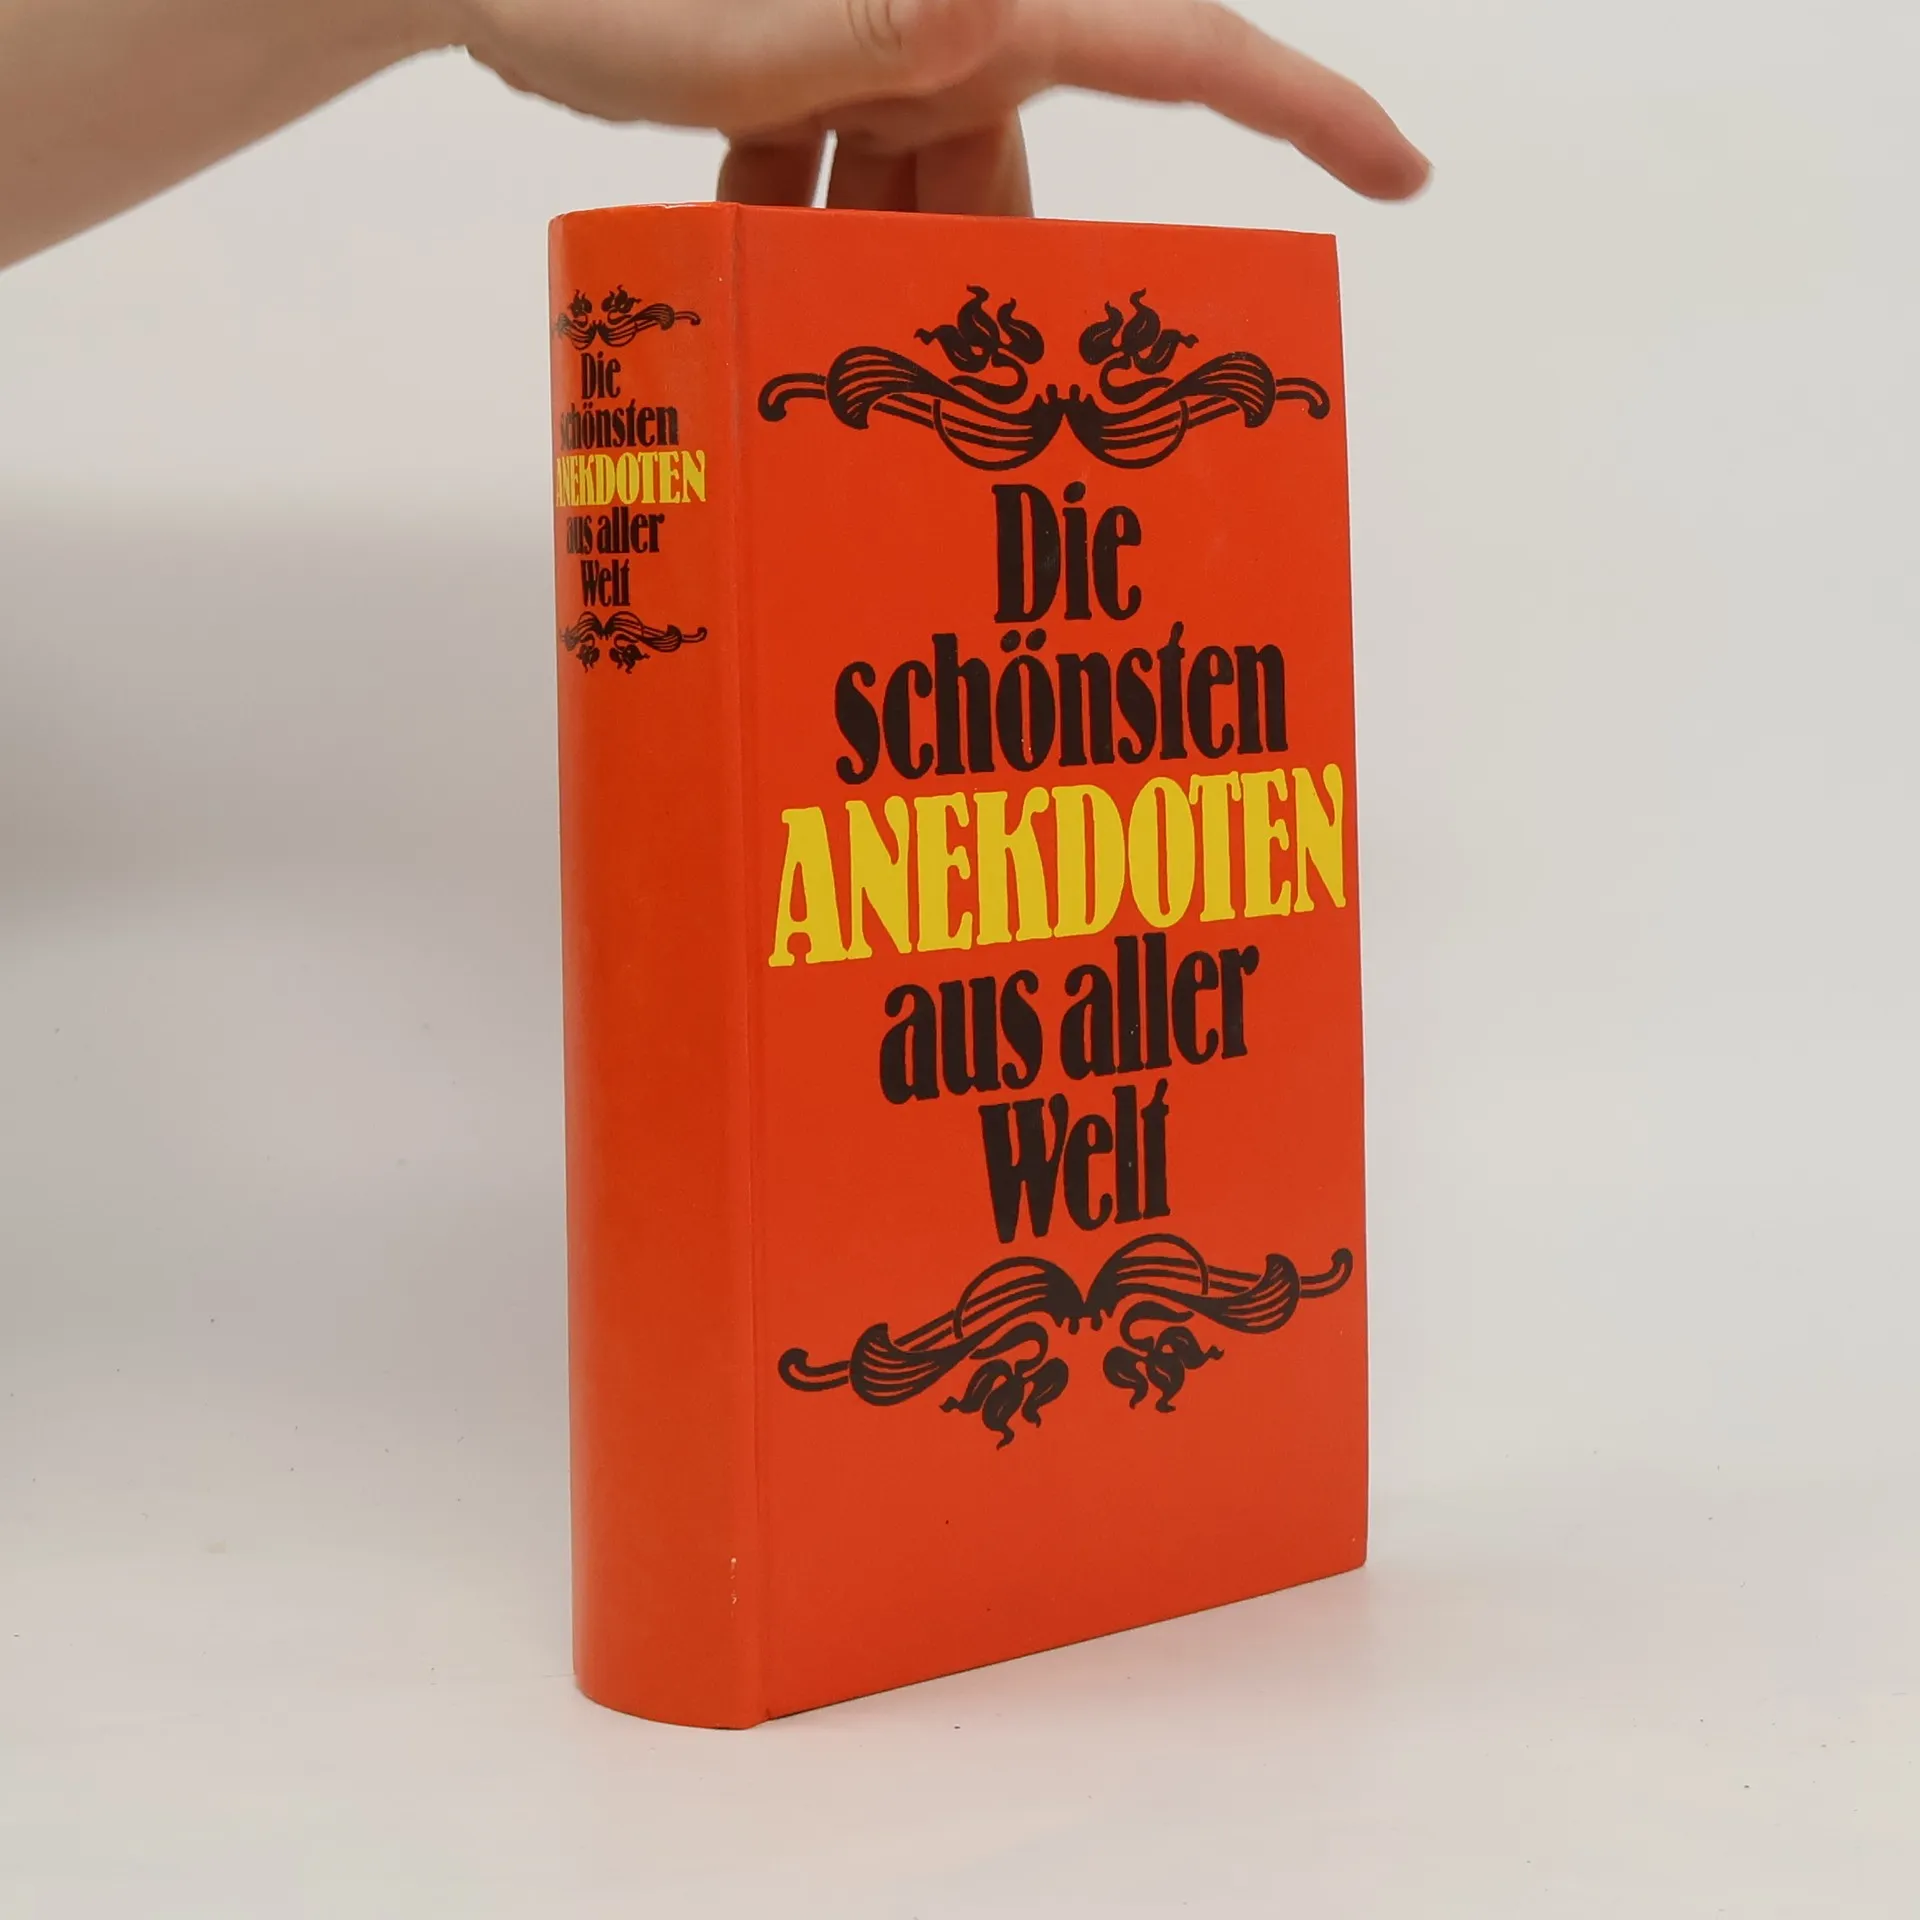 Die
schönsten
ANEKDOTEN
aus aller
Welt
Die
schönsten
ANEKDOTEN
aus aller
Welt